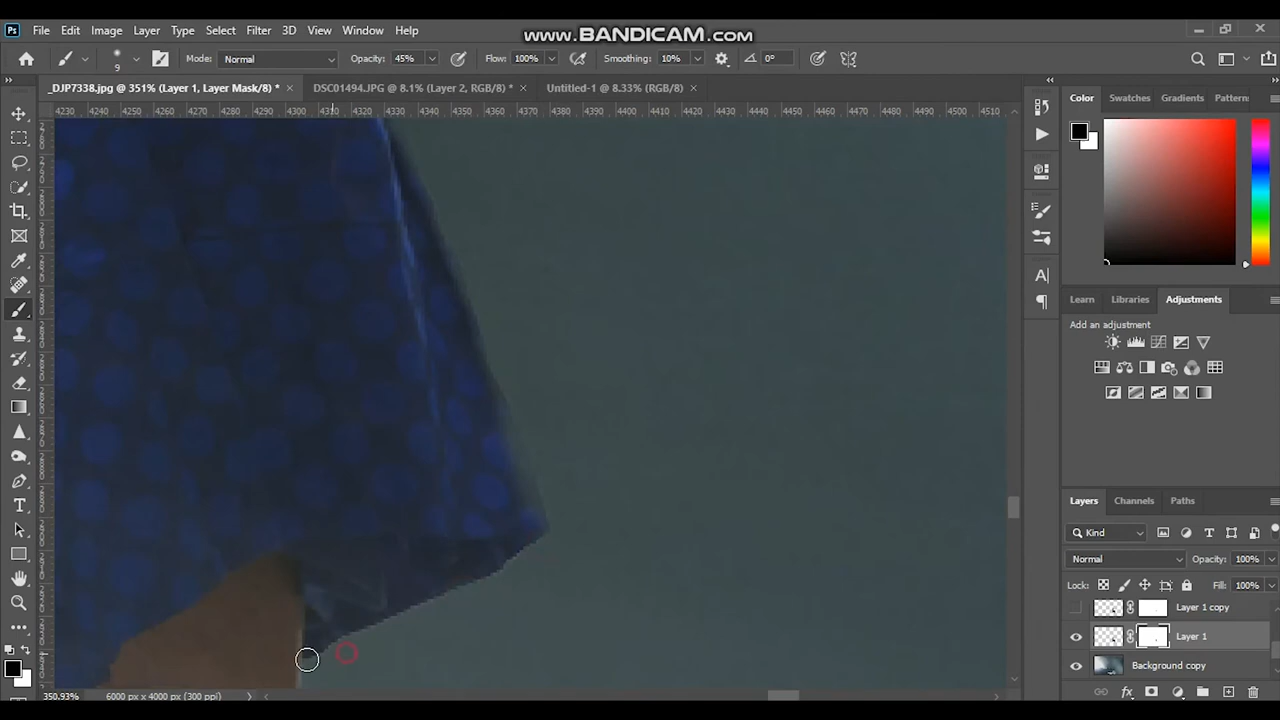 Ps File Edit Image Layer Type Select Filter 3D View Window Help
www.BANDICAM.com
9 Mode: Normal Opacity: 45% Flow: 100% Smoothing: 10% 0°
_DJP7338.jpg @ 351% (Layer 1, Layer Mask/8) * × DSC01494.JPG @ 8.1% (Layer 2, RGB/8) * × Untitled-1 @ 8.33% (RGB/8) ×
4230 4240 4250 4260 4270 4280 4290 4300 4310 4320 4330 4340 4350 4360 4370 4380 4390 4400 4410 4420 4430 4440 4450 4460 4470 4480 4490 4500 4510
Color Swatches Gradients Pattern
Learn Libraries Adjustments
Add an adjustment
Layers Channels Paths
Kind
Normal Opacity: 100%
Lock: Fill: 100%
Layer 1 copy
Layer 1
Background copy
350.93% 6000 px x 4000 px (300 ppi)